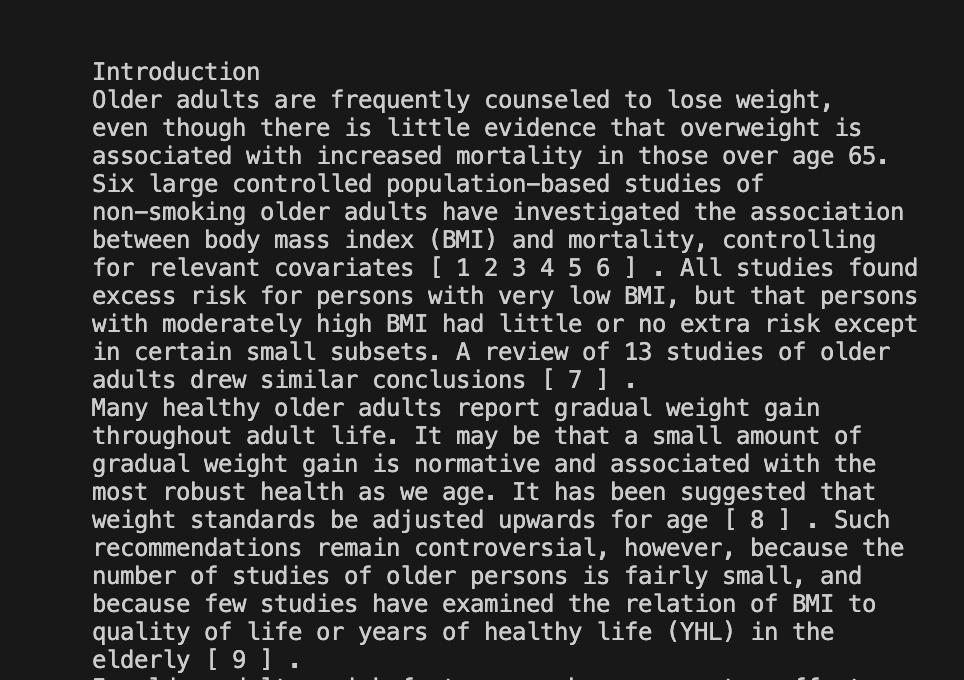 Introduction
Older adults are frequently counseled to lose weight,
even though there is little evidence that overweight is
associated with increased mortality in those over age 65.
Six large controlled population-based studies of
non-smoking older adults have investigated the association
between body mass index (BMI) and mortality, controlling
for relevant covariates [ 1 2 3 4 5 6 ] . All studies found
excess risk for persons with very low BMI, but that persons
with moderately high BMI had little or no extra risk except
in certain small subsets. A review of 13 studies of older
adults drew similar conclusions [ 7 ] .
Many healthy older adults report gradual weight gain
throughout adult life. It may be that a small amount of
gradual weight gain is normative and associated with the
most robust health as we age. It has been suggested that
weight standards be adjusted upwards for age [ 8 ] . Such
recommendations remain controversial, however, because the
number of studies of older persons is fairly small, and
because few studies have examined the relation of BMI to
quality of life or years of healthy life (YHL) in the
elderly [ 9 ] .